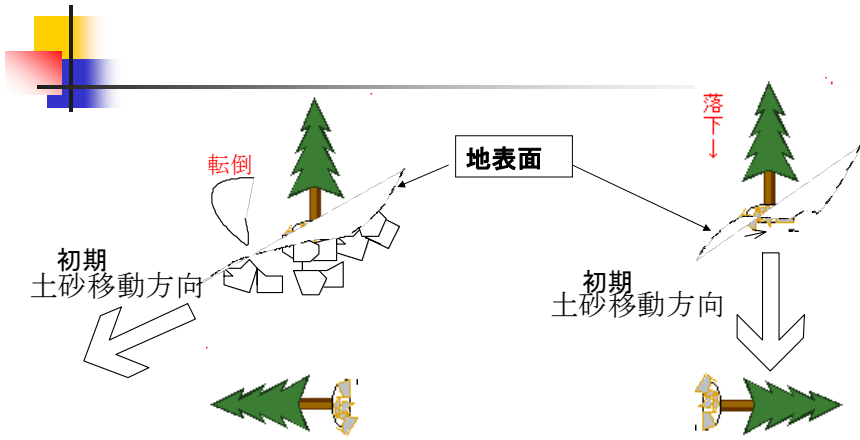 落下↓
転倒
地表面
初期
土砂移動方向
初期
土砂移動方向